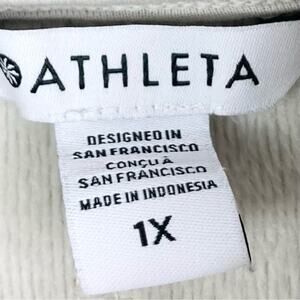 ATHLETA
DESIGNED IN
SAN FRANCISCO
CONÇU À
SAN FRANCISCO
MADE IN INDONESIA
1X